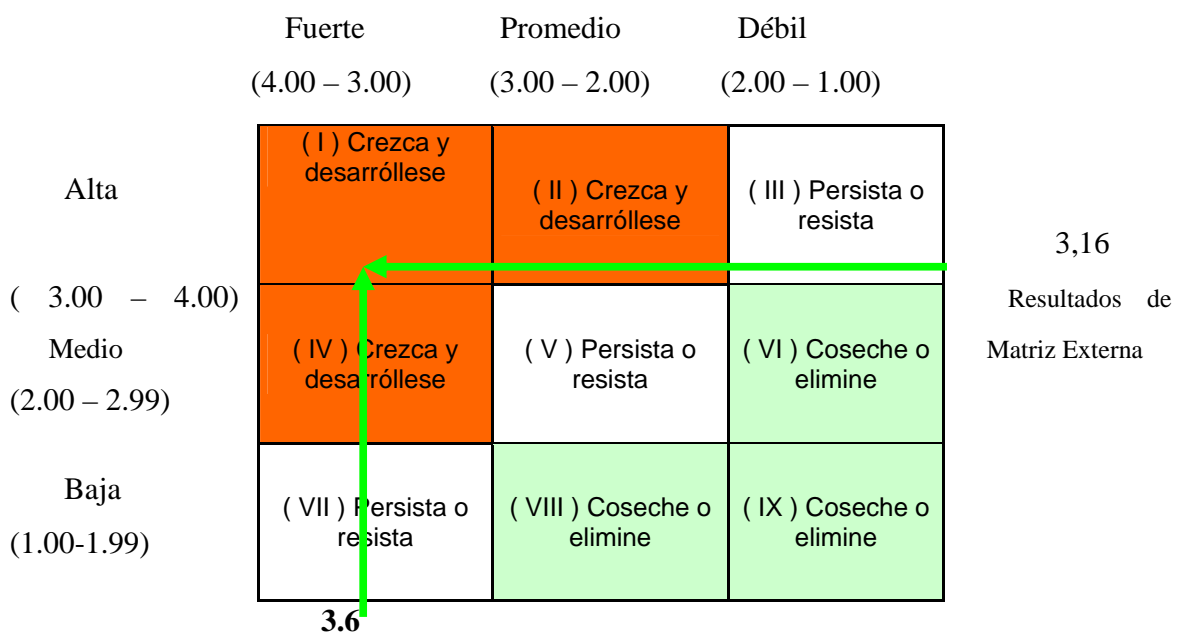 Fuerte Promedio Débil
(4.00 – 3.00) (3.00 – 2.00) (2.00 – 1.00)
Alta
( 3.00 – 4.00)
Medio
(2.00 – 2.99)
Baja
(1.00-1.99)
( I ) Crezca y
desarróllese
( II ) Crezca y
desarróllese
( III ) Persista o
resista
( IV ) Crezca y
desarróllese
( V ) Persista o
resista
( VI ) Coseche o
elimine
( VII ) Persista o
resista
( VIII ) Coseche o
elimine
( IX ) Coseche o
elimine
3,16
Resultados de
Matriz Externa
3.6